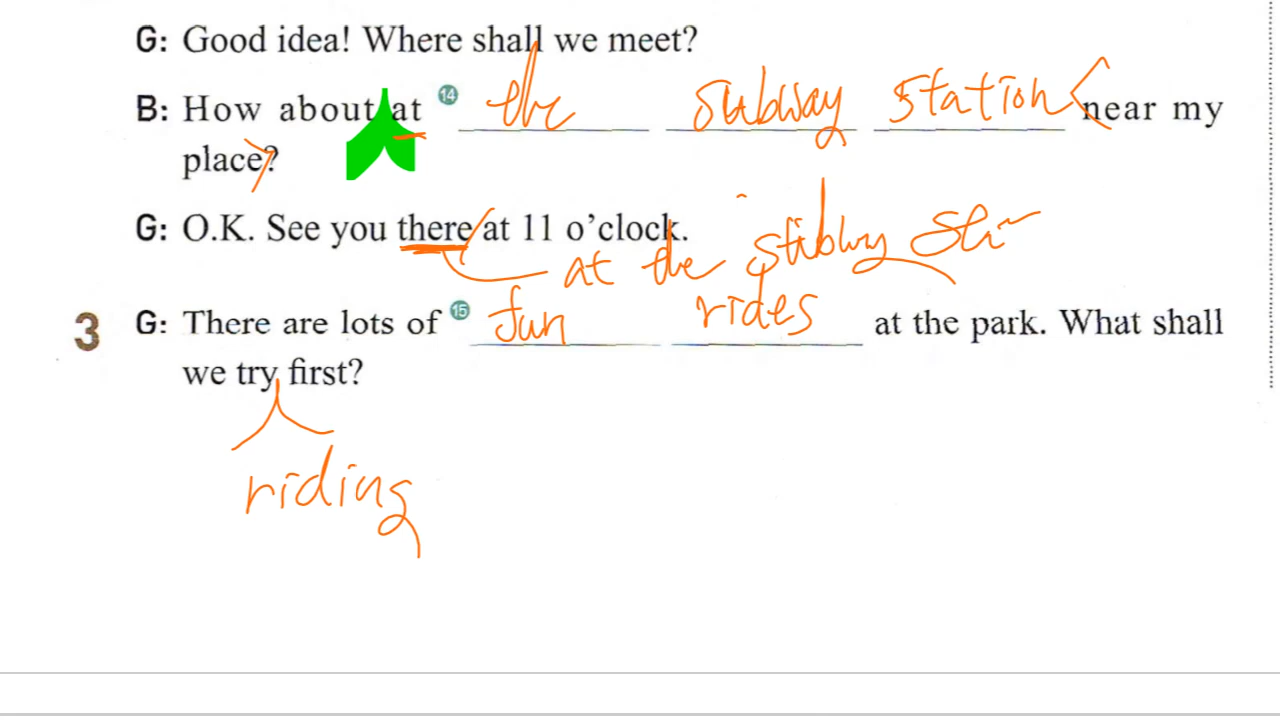 G: Good idea! Where shall we meet?
B: How about at ⑭ the subway station near my
place?
G: O.K. See you there at 11 o'clock.
at the subway
3 G: There are lots of ⑮ fun rides at the park. What shall
we try first?
riding